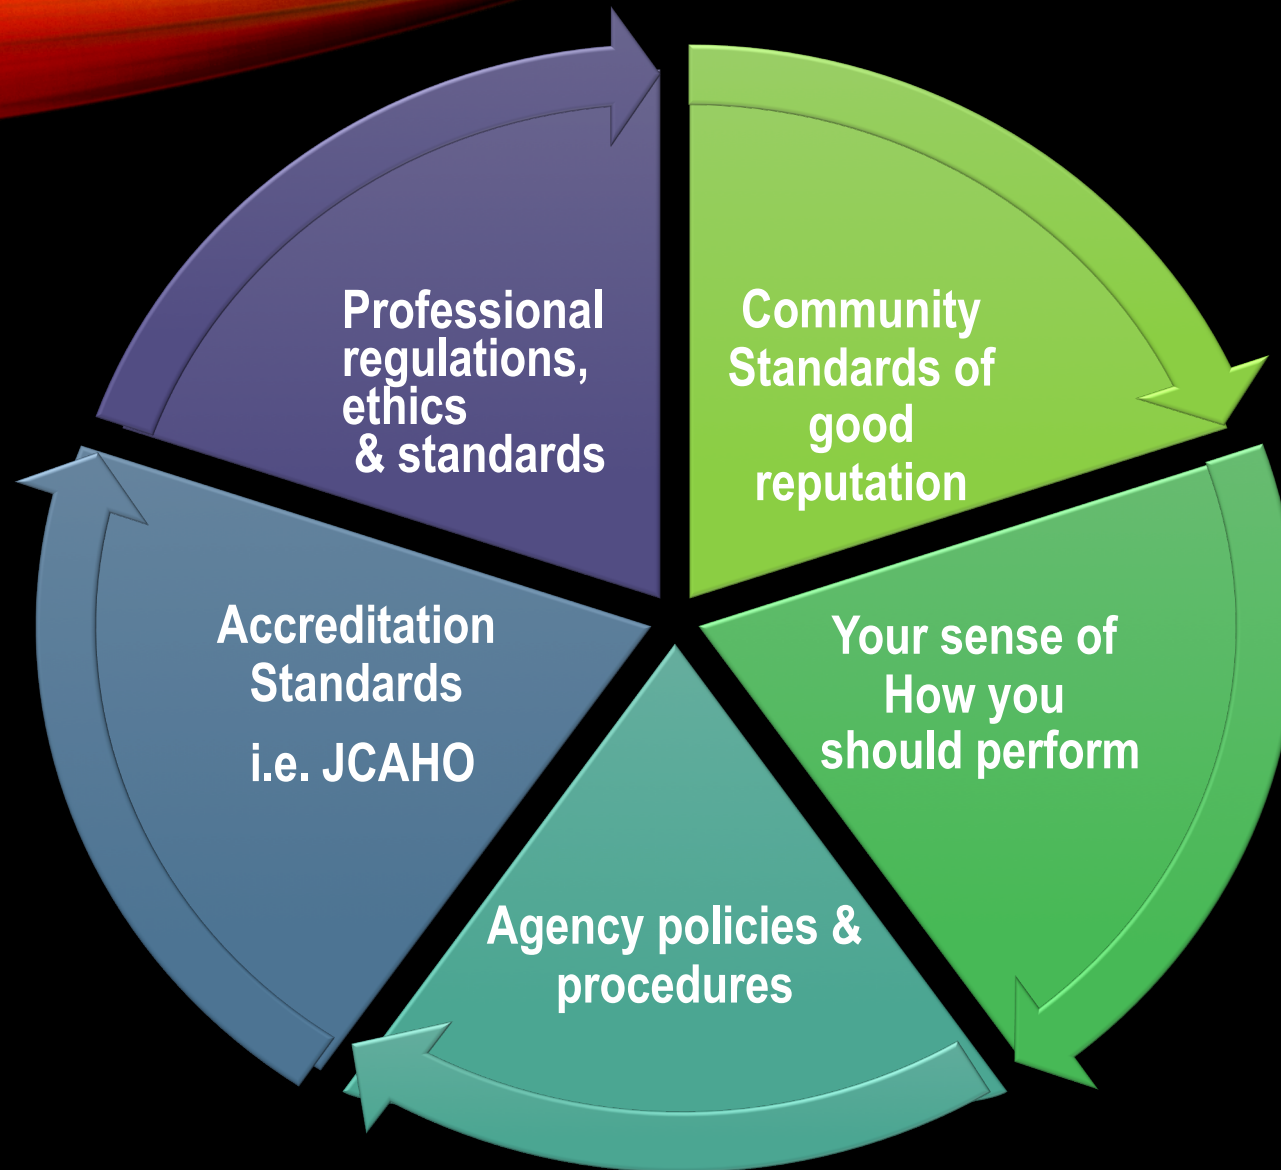 Professional
regulations,
ethics
& standards
Community
Standards of
good
reputation
Your sense of
How you
should perform
Agency policies &
procedures
Accreditation
Standards
i.e. JCAHO